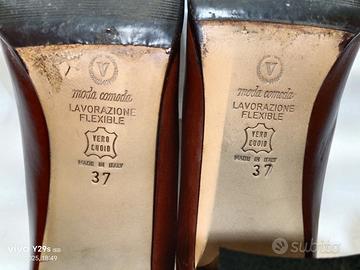 V
moda comoda
LAVORAZIONE
FLEXIBLE
VERO
CUOIO
MADE IN ITALY
37
V
moda comoda
LAVORAZIONE
FLEXIBLE
VERO
CUOIO
MADE IN ITALY
37
vivo Y29s
subito